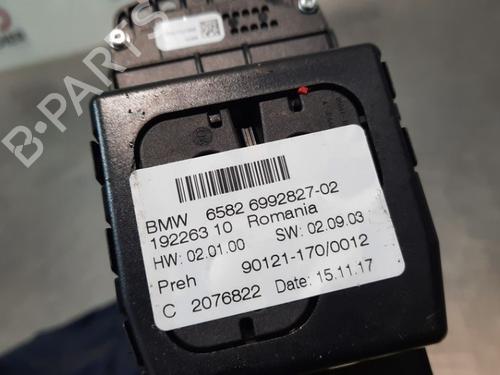 B-PARTS
BMW 6582 6992827-02
192263 10 Romania
HW: 02.01.00 SW: 02.09.03
Preh 90121-170/0012
C 2076822 Date: 15.11.17